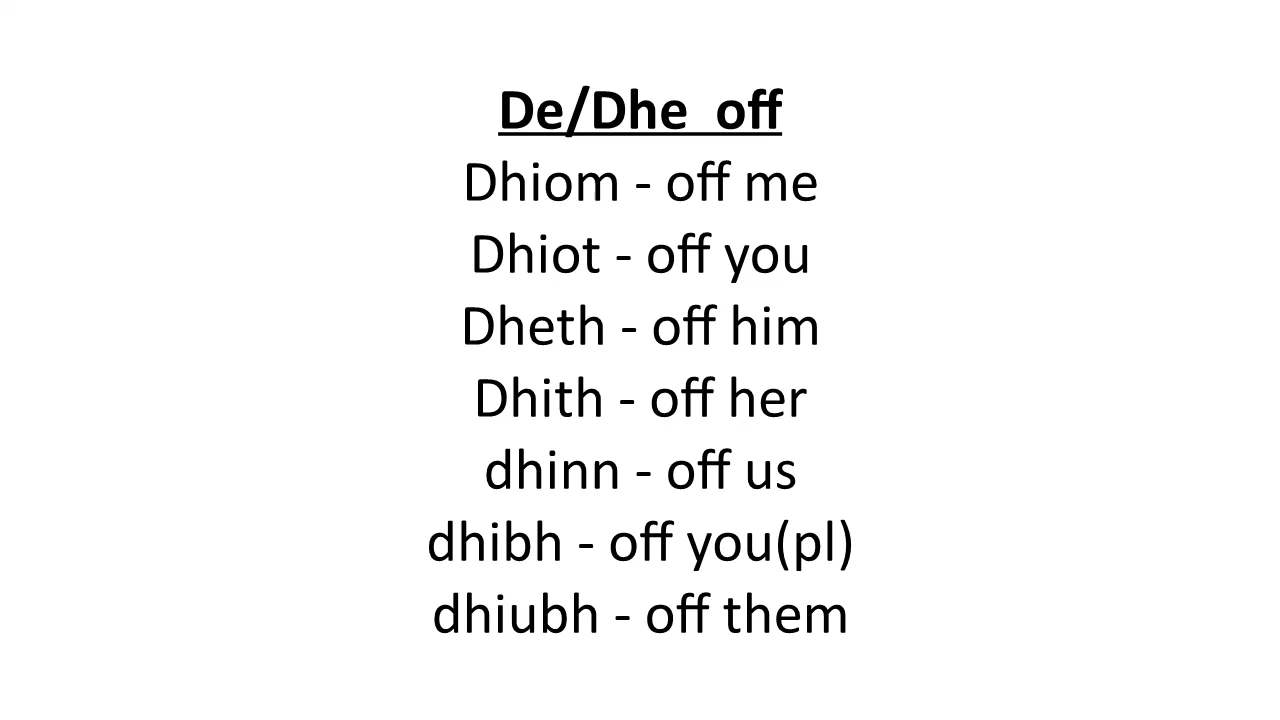 De/Dhe  off
Dhiom - off me
Dhiot - off you
Dheth - off him
Dhith - off her
dhinn - off us
dhibh - off you(pl)
dhiubh - off them